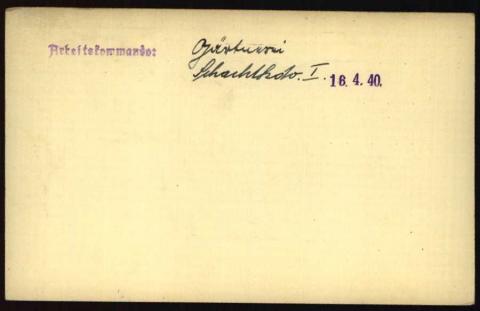 Arbeitskommando: Gärtnerei
Schachtkdo. I. 16. 4. 40.